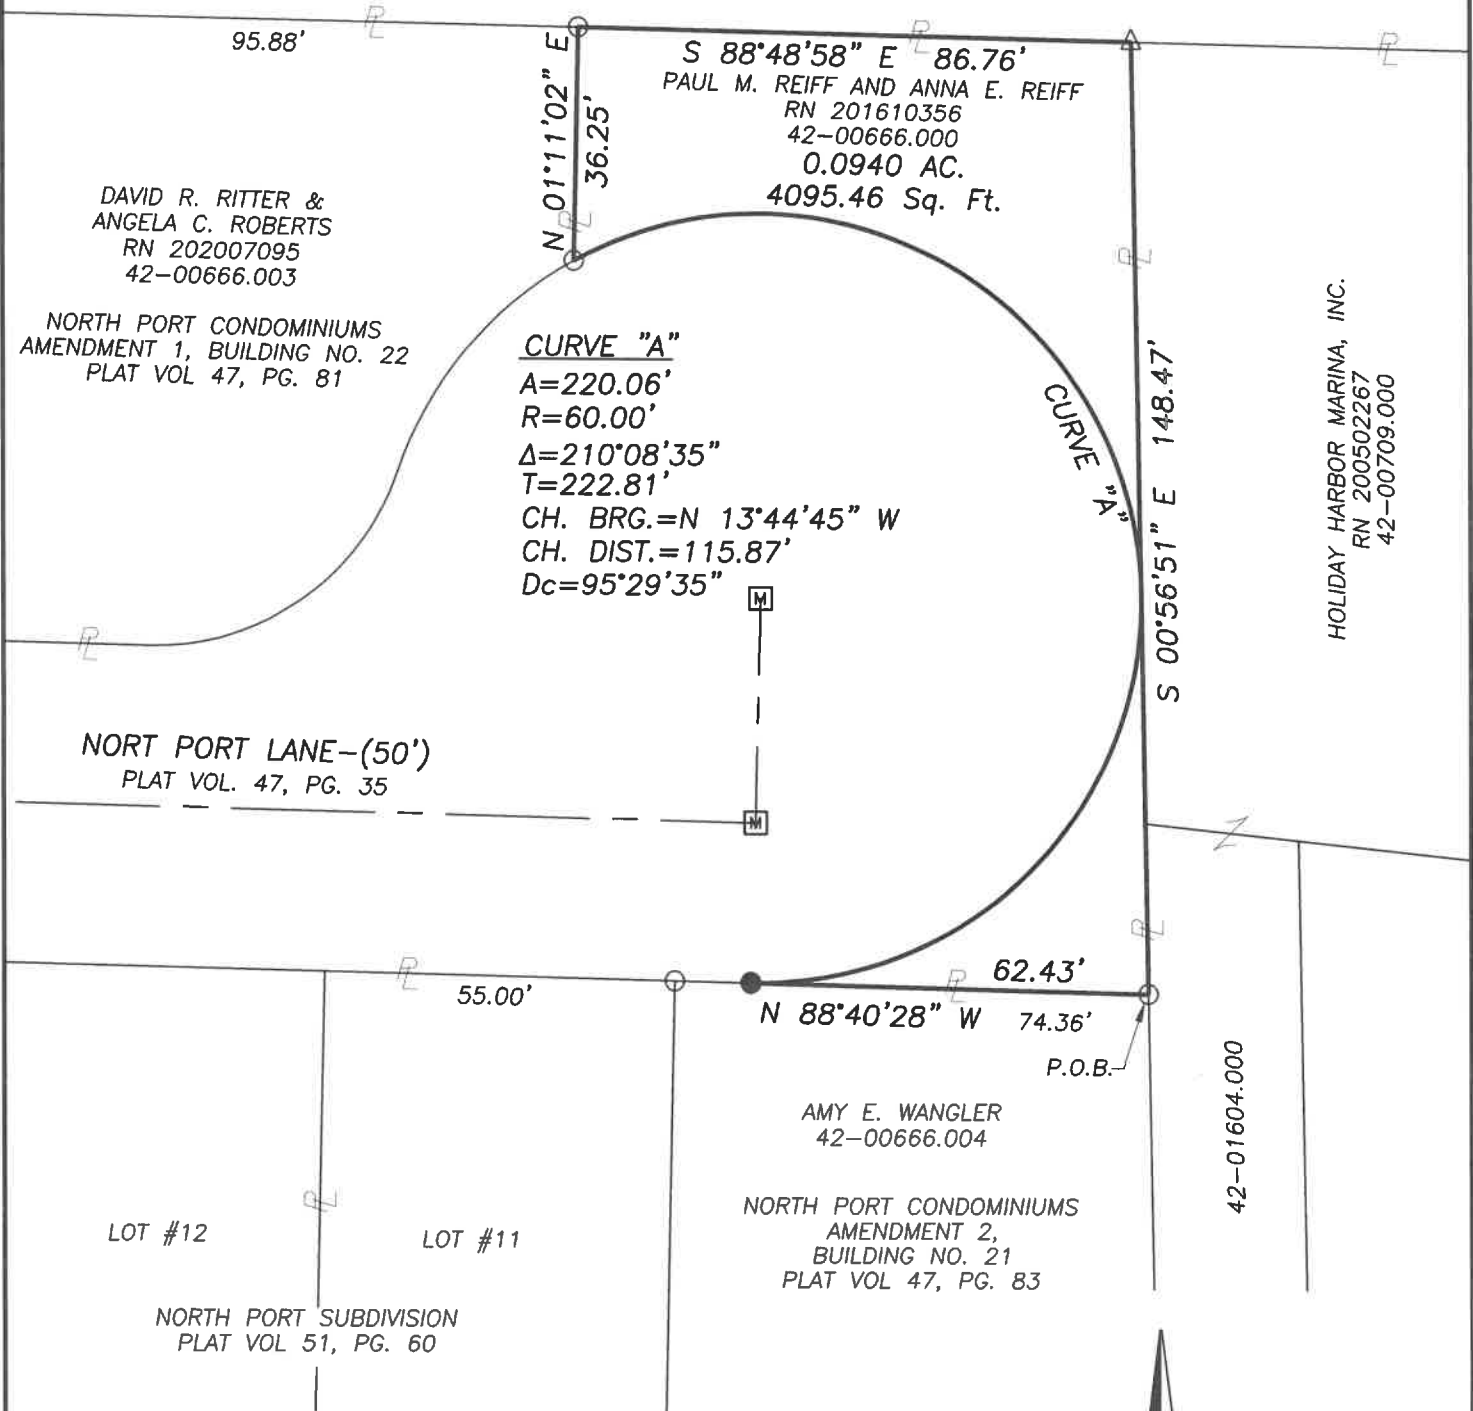 95.88'
S 88°48'58" E 86.76'
PAUL M. REIFF AND ANNA E. REIFF
RN 201610356
42-00666.000
0.0940 AC.
4095.46 Sq. Ft.
N 01°11'02" E
36.25'
DAVID R. RITTER &
ANGELA C. ROBERTS
RN 202007095
42-00666.003
NORTH PORT CONDOMINIUMS
AMENDMENT 1, BUILDING NO. 22
PLAT VOL 47, PG. 81
CURVE "A"
A=220.06'
R=60.00'
Δ=210°08'35"
T=222.81'
CH. BRG.=N 13°44'45" W
CH. DIST.=115.87'
Dc=95°29'35"
CURVE "A"
S 00°56'51" E 148.47'
HOLIDAY HARBOR MARINA, INC.
RN 200502267
42-00709.000
M
NORT PORT LANE-(50')
PLAT VOL. 47, PG. 35
M
55.00'
62.43'
N 88°40'28" W 74.36'
P.O.B.
AMY E. WANGLER
42-00666.004
42-01604.000
NORTH PORT CONDOMINIUMS
AMENDMENT 2,
BUILDING NO. 21
PLAT VOL 47, PG. 83
LOT #12
LOT #11
NORTH PORT SUBDIVISION
PLAT VOL 51, PG. 60